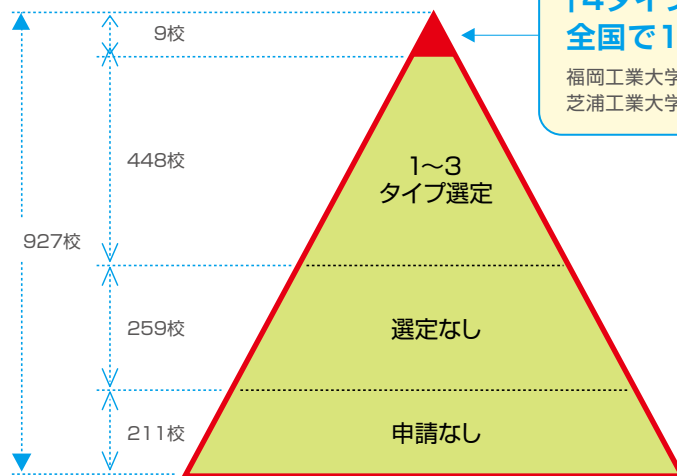 9校
全国で1
福岡工業大学
芝浦工業大学
448校
1〜3
タイプ選定
927校
259校
選定なし
211校
申請なし